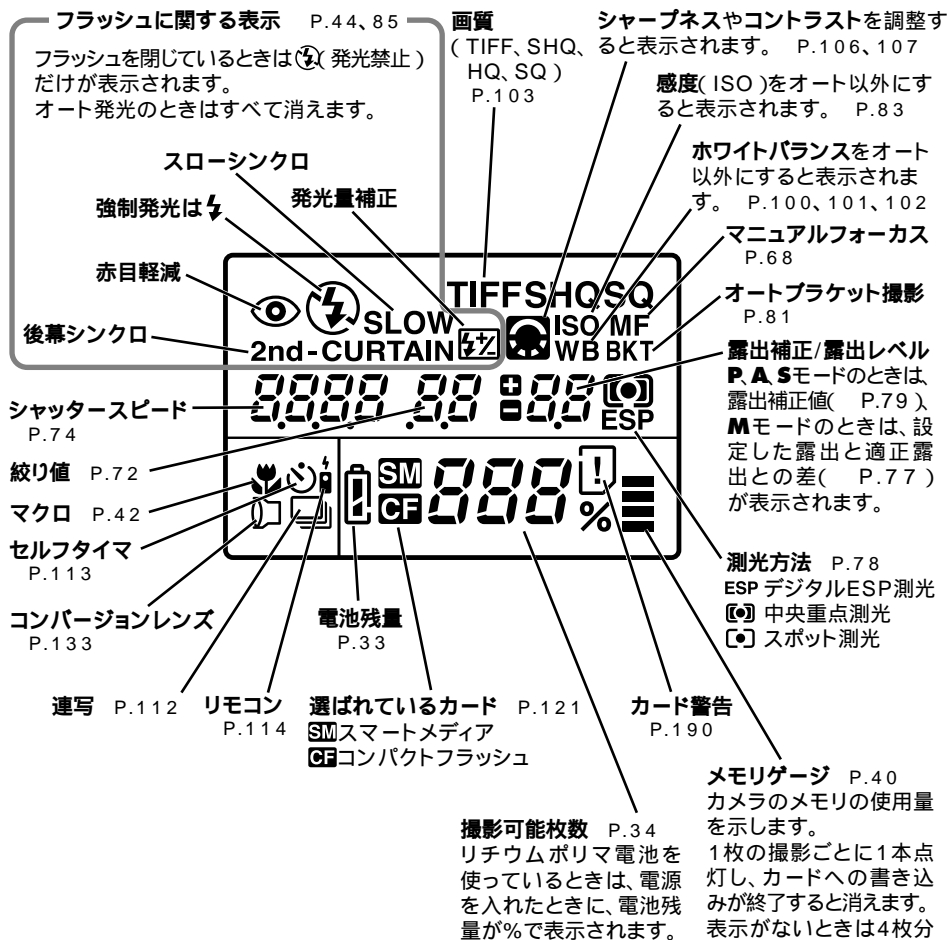 フラッシュに関する表示　P.44、85
フラッシュを閉じているときは(発光禁止)
だけが表示されます。
オート発光のときはすべて消えます。
スローシンクロ
強制発光は
発光量補正
赤目軽減
後幕シンクロ
画質
(TIFF、SHQ、
HQ、SQ)
P.103
シャープネスやコントラストを調整す
ると表示されます。　P.106、107
感度(ISO)をオート以外にす
ると表示されます。　P.83
ホワイトバランスをオート
以外にすると表示されま
す。　P.100、101、102
マニュアルフォーカス
P.68
オートブラケット撮影
P.81
露出補正/露出レベル
P、A、Sモードのときは、
露出補正値(　P.79)、
Mモードのときは、設
定した露出と適正露
出との差(　P.77)
が表示されます。
TIFFSHQSQ
SLOW
ISO MF
2nd-CURTAIN
WB BKT
8888 88 88
ESP
SM
CF
888
!
%
シャッタースピード
P.74
絞り値　P.72
マクロ　P.42
セルフタイマ
P.113
コンバージョンレンズ
P.133
連写　P.112
リモコン
P.114
電池残量
P.33
選ばれているカード　P.121
SMスマートメディア
CFコンパクトフラッシュ
カード警告
P.190
測光方法　P.78
ESP デジタルESP測光
中央重点測光
スポット測光
撮影可能枚数　P.34
リチウムポリマ電池を
使っているときは、電源
を入れたときに、電池残
量が%で表示されます。
メモリゲージ　P.40
カメラのメモリの使用量
を示します。
1枚の撮影ごとに1本点
灯し、カードへの書き込
みが終了すると消えます。
表示がないときは4枚分